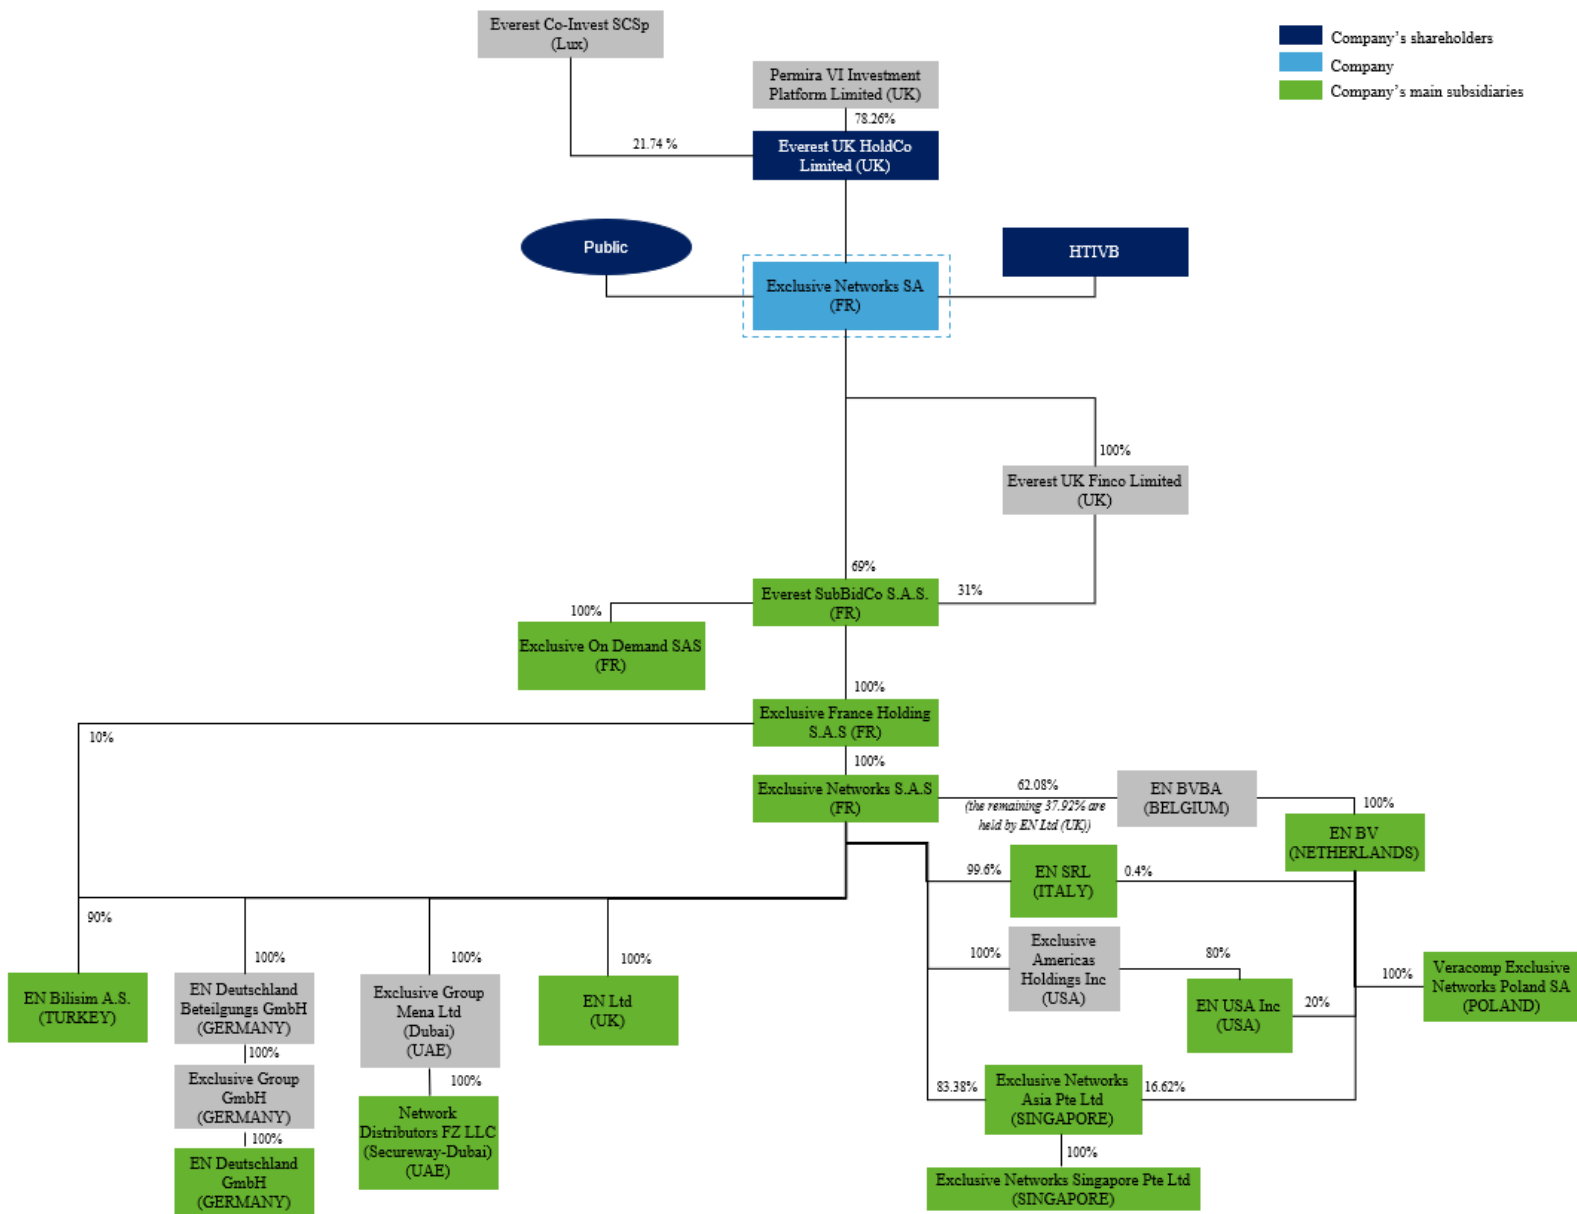 Everest Co-Invest SCSp
(Lux)
Company's shareholders
Company
Company's main subsidiaries
Permira VI Investment
Platform Limited (UK)
78.26%
21.74 %
Everest UK HoldCo
Limited (UK)
Public
HTIVB
Exclusive Networks SA
(FR)
100%
Everest UK Finco Limited
(UK)
69%
31%
Everest SubBidCo S.A.S.
(FR)
100%
Exclusive On Demand SAS
(FR)
100%
Exclusive France Holding
S.A.S (FR)
10%
100%
Exclusive Networks S.A.S
(FR)
62.08%
(the remaining 37.92% are
held by EN Ltd (UK))
EN BVBA
(BELGIUM)
100%
EN BV
(NETHERLANDS)
99.6%
EN SRL
(ITALY)
0.4%
90%
100%
100%
100%
100%
Exclusive
Americas
Holdings Inc
(USA)
80%
EN USA Inc
(USA)
20%
100%
Veracomp Exclusive
Networks Poland SA
(POLAND)
EN Bilisim A.S.
(TURKEY)
EN Deutschland
Beteilgungs GmbH
(GERMANY)
Exclusive Group
Mena Ltd
(Dubai)
(UAE)
EN Ltd
(UK)
100%
Exclusive Group
GmbH
(GERMANY)
100%
EN Deutschland
GmbH
(GERMANY)
100%
Network
Distributors FZ LLC
(Secureway-Dubai)
(UAE)
83.38%
Exclusive Networks
Asia Pte Ltd
(SINGAPORE)
16.62%
100%
Exclusive Networks Singapore Pte Ltd
(SINGAPORE)